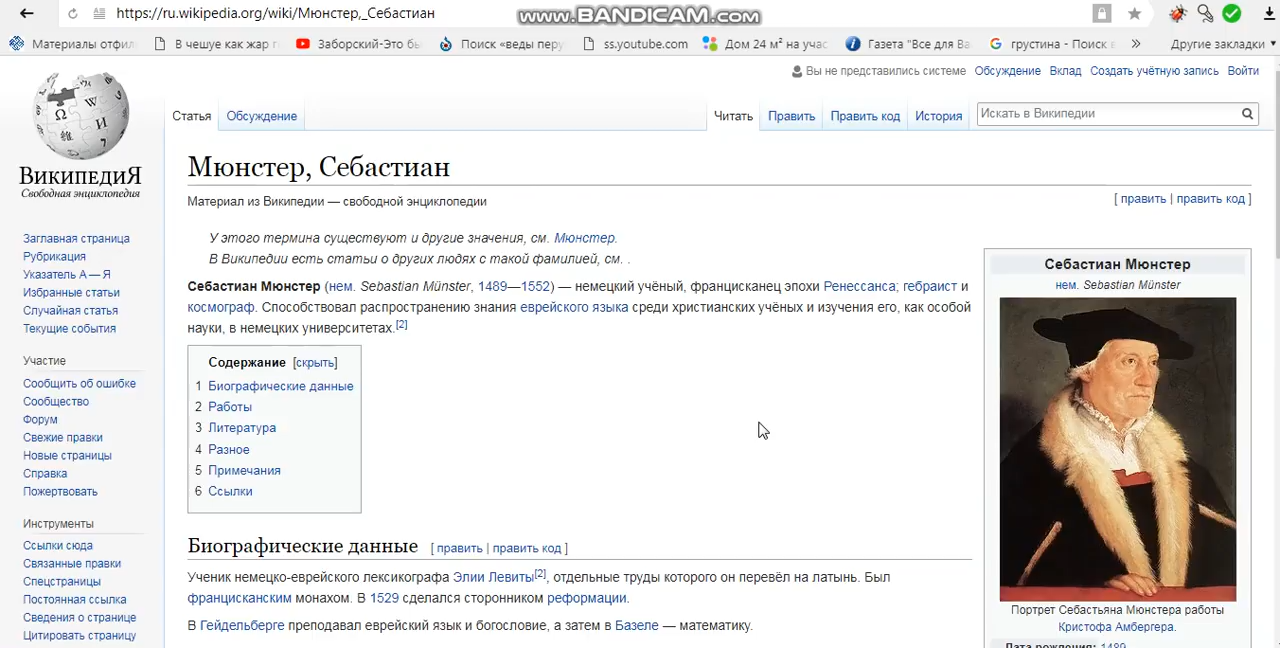 https://ru.wikipedia.org/wiki/Мюнстер,_Себастиан
www.BANDICAM.com
Материалы отфил
В чешуе как жар г
Заборский-Это бы
Поиск «веды перу
ss.youtube.com
Дом 24 м² на учас
Газета "Все для Ва
грустина - Поиск
Другие закладки
Вы не представились системе Обсуждение Вклад Создать учётную запись Войти
Статья Обсуждение Читать Править Править код История Искать в Википедии
ВикипедиЯ
Свободная энциклопедия
Заглавная страница
Рубрикация
Указатель А — Я
Избранные статьи
Случайная статья
Текущие события
Участие
Сообщить об ошибке
Сообщество
Форум
Свежие правки
Новые страницы
Справка
Пожертвовать
Инструменты
Ссылки сюда
Связанные правки
Спецстраницы
Постоянная ссылка
Сведения о странице
Цитировать страницу
Мюнстер, Себастиан
Материал из Википедии — свободной энциклопедии
[ править | править код ]
У этого термина существуют и другие значения, см. Мюнстер.
В Википедии есть статьи о других людях с такой фамилией, см. .
Себастиан Мюнстер (нем. Sebastian Münster, 1489—1552) — немецкий учёный, францисканец эпохи Ренессанса; гебраист и
космограф. Способствовал распространению знания еврейского языка среди христианских учёных и изучения его, как особой
науки, в немецких университетах.[2]
Содержание [скрыть]
1 Биографические данные
2 Работы
3 Литература
4 Разное
5 Примечания
6 Ссылки
Биографические данные [ править | править код ]
Ученик немецко-еврейского лексикографа Элии Левиты[2], отдельные труды которого он перевёл на латынь. Был
францисканским монахом. В 1529 сделался сторонником реформации.
В Гейдельберге преподавал еврейский язык и богословие, а затем в Базеле — математику.
Себастиан Мюнстер
нем. Sebastian Münster
Портрет Себастьяна Мюнстера работы
Кристофа Амбергера.
Дата рождения: 1489